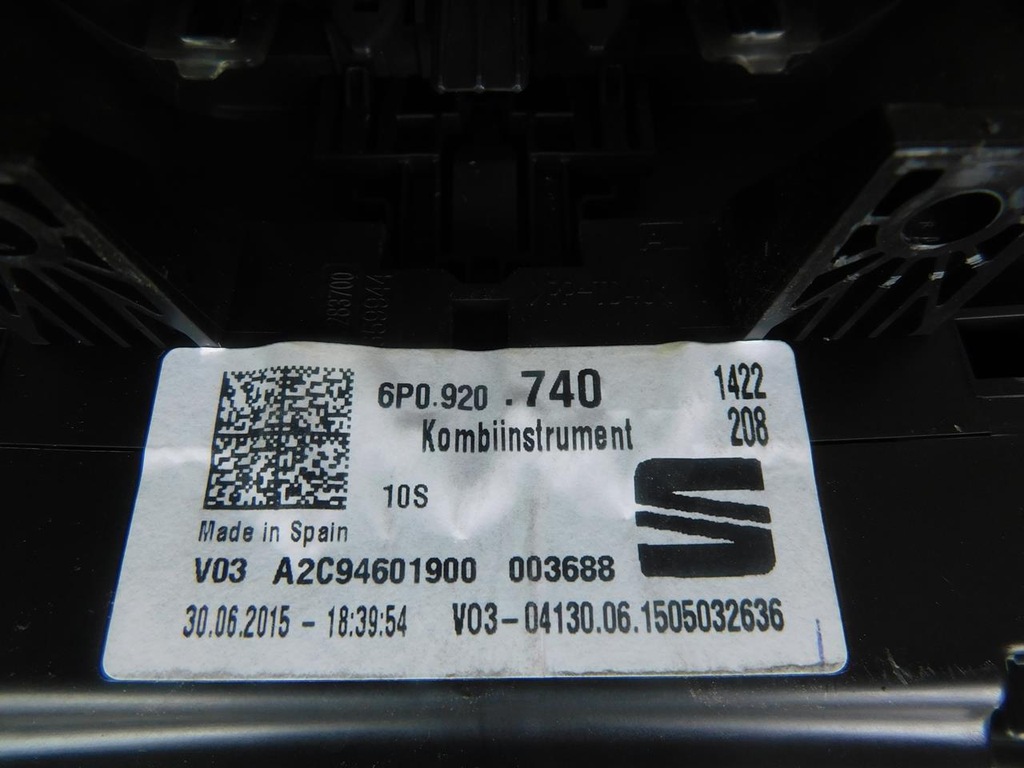 283700
6P0.920 .740 1422
Kombiinstrument 208
10S
Made in Spain
V03 A2C94601900 003688
30.06.2015 - 18:39:54 V03-04130.06.1505032636